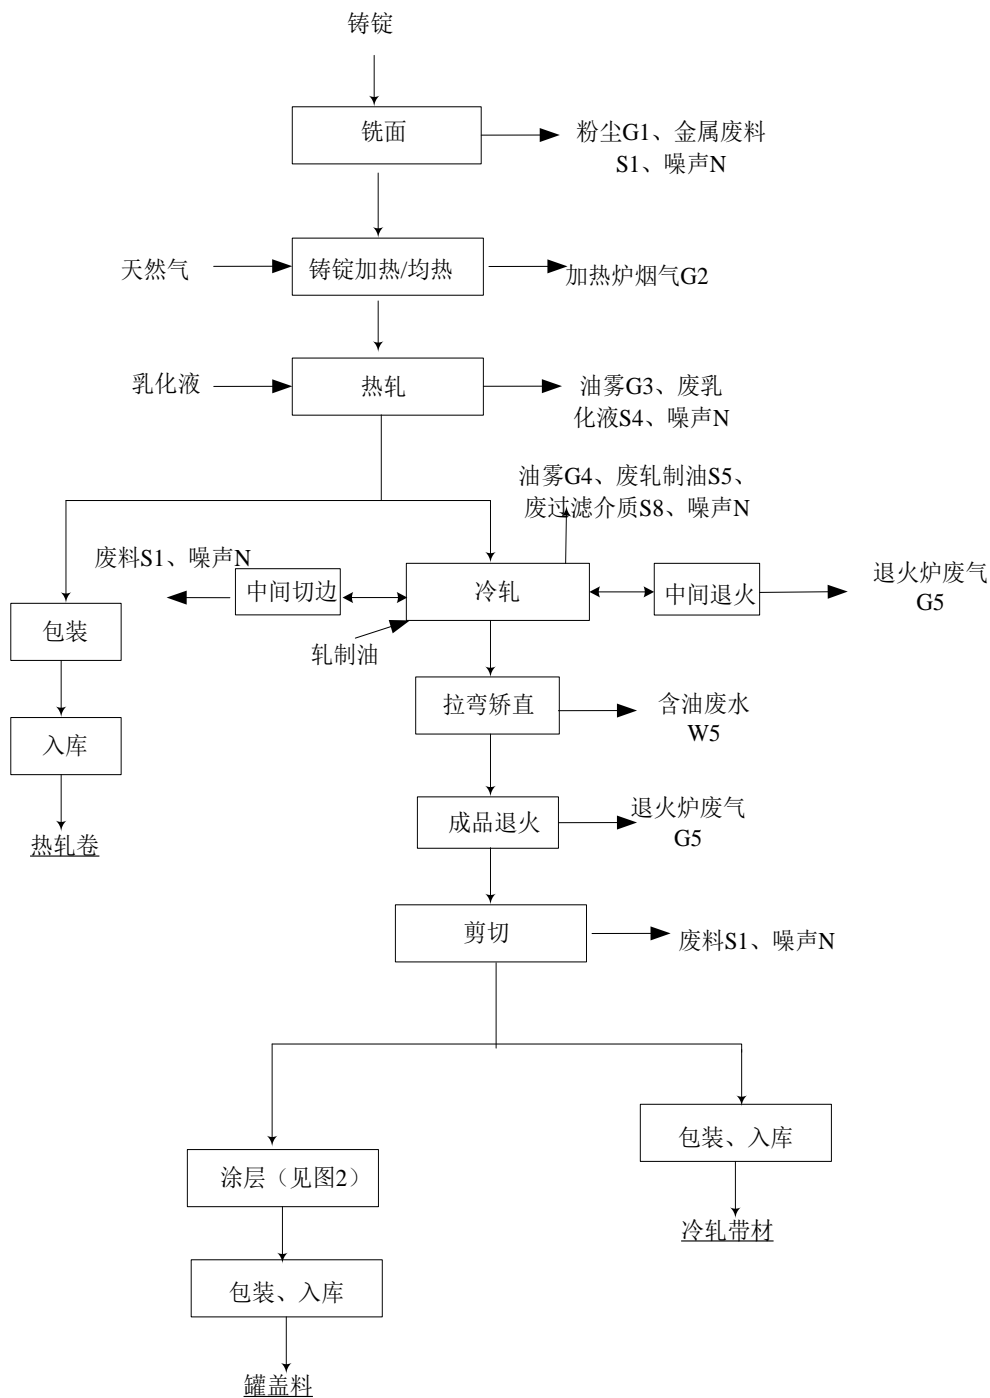 铸锭
铣面
粉尘G1、金属废料
S1、噪声N
天然气
铸锭加热/均热
加热炉烟气G2
乳化液
热轧
油雾G3、废乳
化液S4、噪声N
油雾G4、废轧制油S5、
废过滤介质S8、噪声N
废料S1、噪声N
中间切边
冷轧
中间退火
退火炉废气
G5
包装
轧制油
拉弯矫直
含油废水
W5
入库
成品退火
退火炉废气
G5
热轧卷
剪切
废料S1、噪声N
包装、入库
涂层（见图2）
冷轧带材
包装、入库
罐盖料